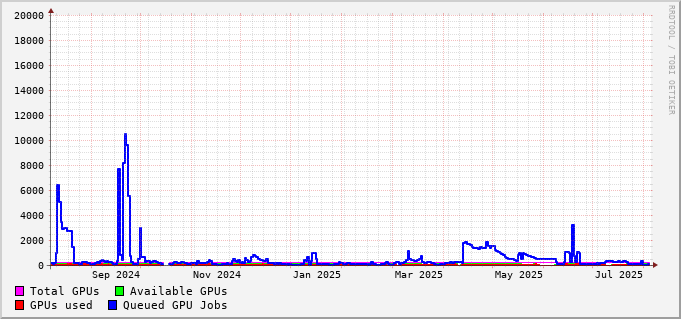 20000
18000
16000
14000
12000
10000
8000
6000
4000
2000
0
Sep 2024 Nov 2024 Jan 2025 Mar 2025 May 2025 Jul 2025
Total GPUs Available GPUs
GPUs used Queued GPU Jobs
RRDTOOL / TOBI OETIKER